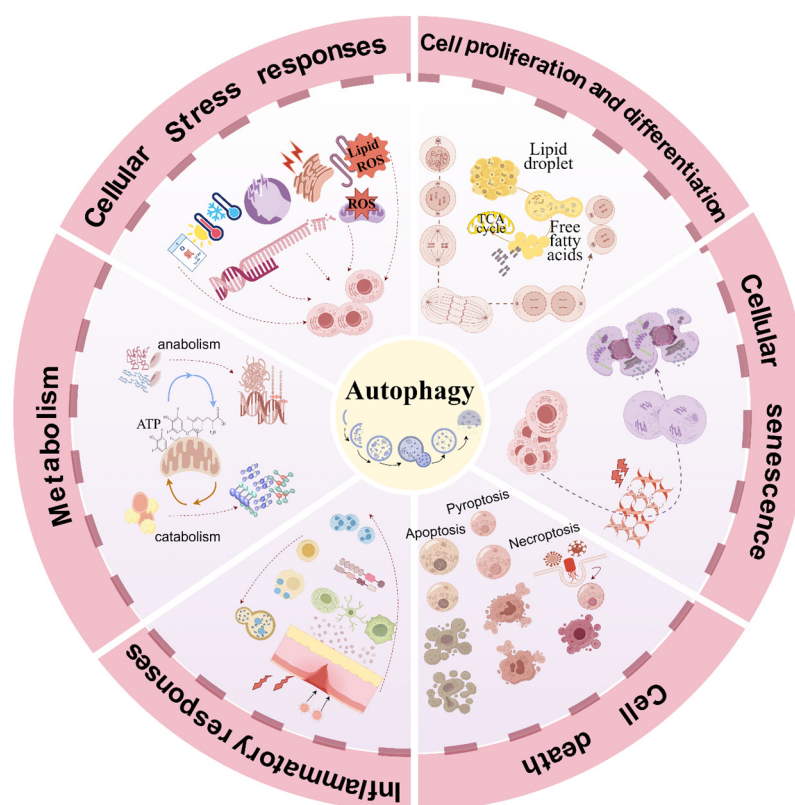 Cellular Stress responses
Cell proliferation and differentiation
Lipid
ROS
ROS
Lipid
droplet
TCA
cycle
Free
fatty
acids
Cellular senescence
Metabolism
anabolism
ATP
catabolism
Autophagy
Pyroptosis
Apoptosis
Necroptosis
Inflammatory responses
Cell death